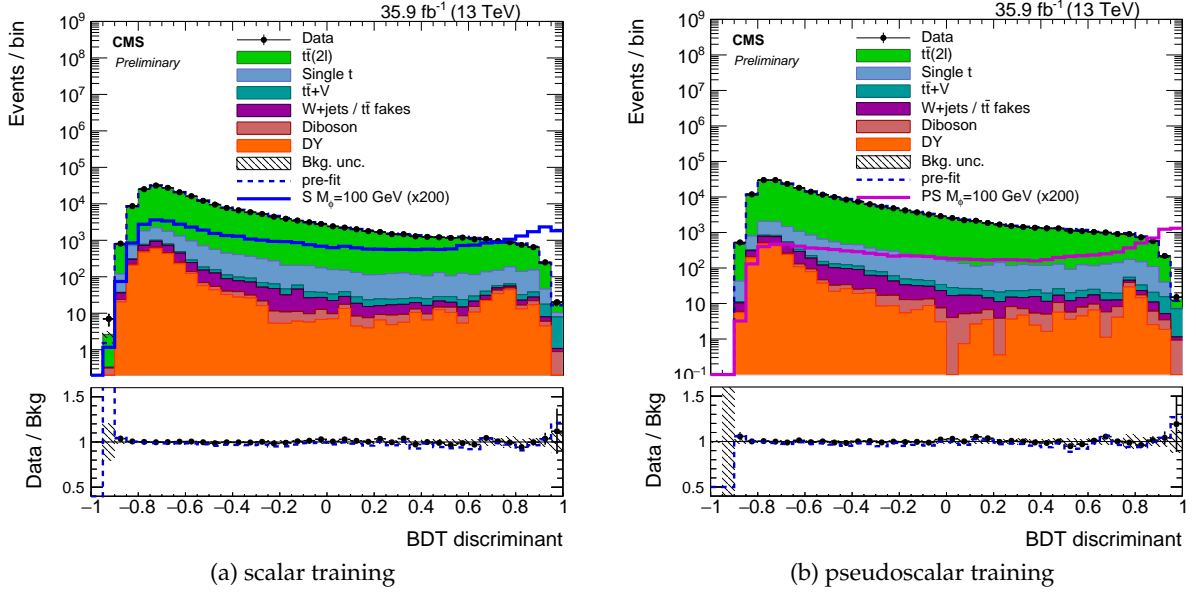 35.9 fb⁻¹ (13 TeV)
Events / bin
10⁹
10⁸
10⁷
10⁶
10⁵
10⁴
10³
10²
10
1
CMS
Preliminary
Data
tt̄(2l)
Single t
tt̄+V
W+jets / tt̄ fakes
Diboson
DY
Bkg. unc.
pre-fit
S M_ϕ=100 GeV (x200)
Data / Bkg
1.5
1
0.5
−1 −0.8 −0.6 −0.4 −0.2 0 0.2 0.4 0.6 0.8 1
BDT discriminant
(a) scalar training
35.9 fb⁻¹ (13 TeV)
Events / bin
10⁹
10⁸
10⁷
10⁶
10⁵
10⁴
10³
10²
10
1
10⁻¹
CMS
Preliminary
Data
tt̄(2l)
Single t
tt̄+V
W+jets / tt̄ fakes
Diboson
DY
Bkg. unc.
pre-fit
PS M_ϕ=100 GeV (x200)
Data / Bkg
1.5
1
0.5
−1 −0.8 −0.6 −0.4 −0.2 0 0.2 0.4 0.6 0.8 1
BDT discriminant
(b) pseudoscalar training